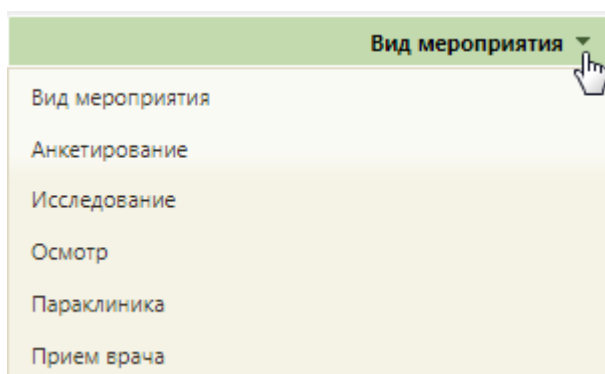 Вид мероприятия
Вид мероприятия
Анкетирование
Исследование
Осмотр
Параклиника
Прием врача